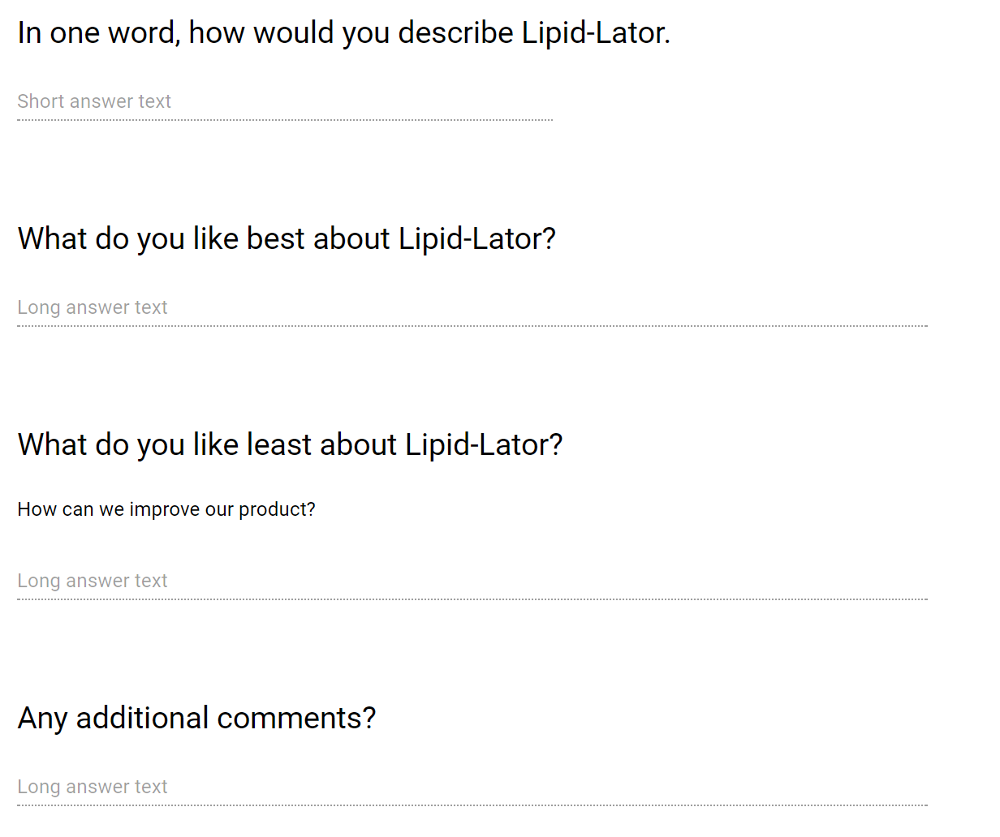 In one word, how would you describe Lipid-Lator.
Short answer text
What do you like best about Lipid-Lator?
Long answer text
What do you like least about Lipid-Lator?
How can we improve our product?
Long answer text
Any additional comments?
Long answer text